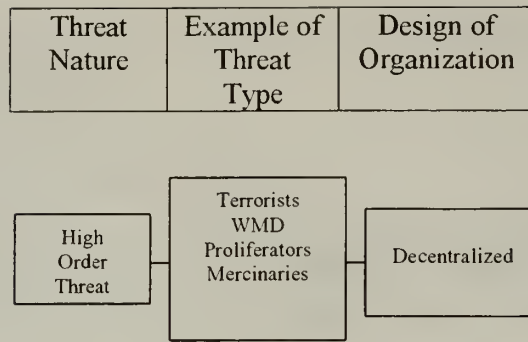 Threat
Nature
Example of
Threat
Type
Design of
Organization
High
Order
Threat
Terrorists
WMD
Proliferators
Mercinaries
Decentralized